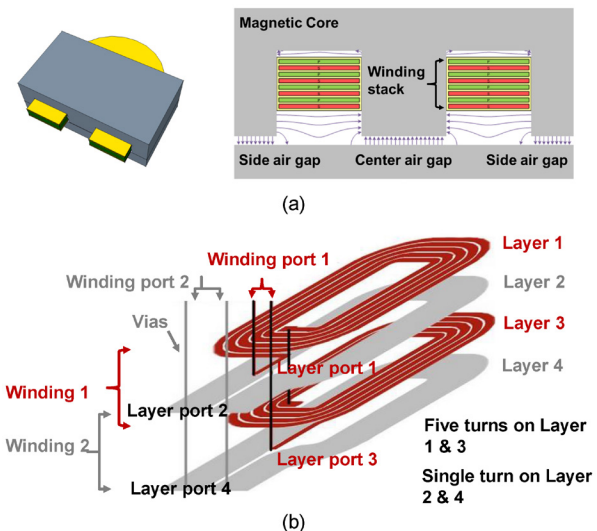 (a)
Magnetic Core
Winding
stack
Side air gap
Center air gap
Side air gap
(b)
Winding port 2
Winding port 1
Vias
Winding 1
Winding 2
Layer 1
Layer 2
Layer 3
Layer 4
Layer port 1
Layer port 2
Layer port 3
Layer port 4
Five turns on Layer
1 & 3
Single turn on Layer
2 & 4